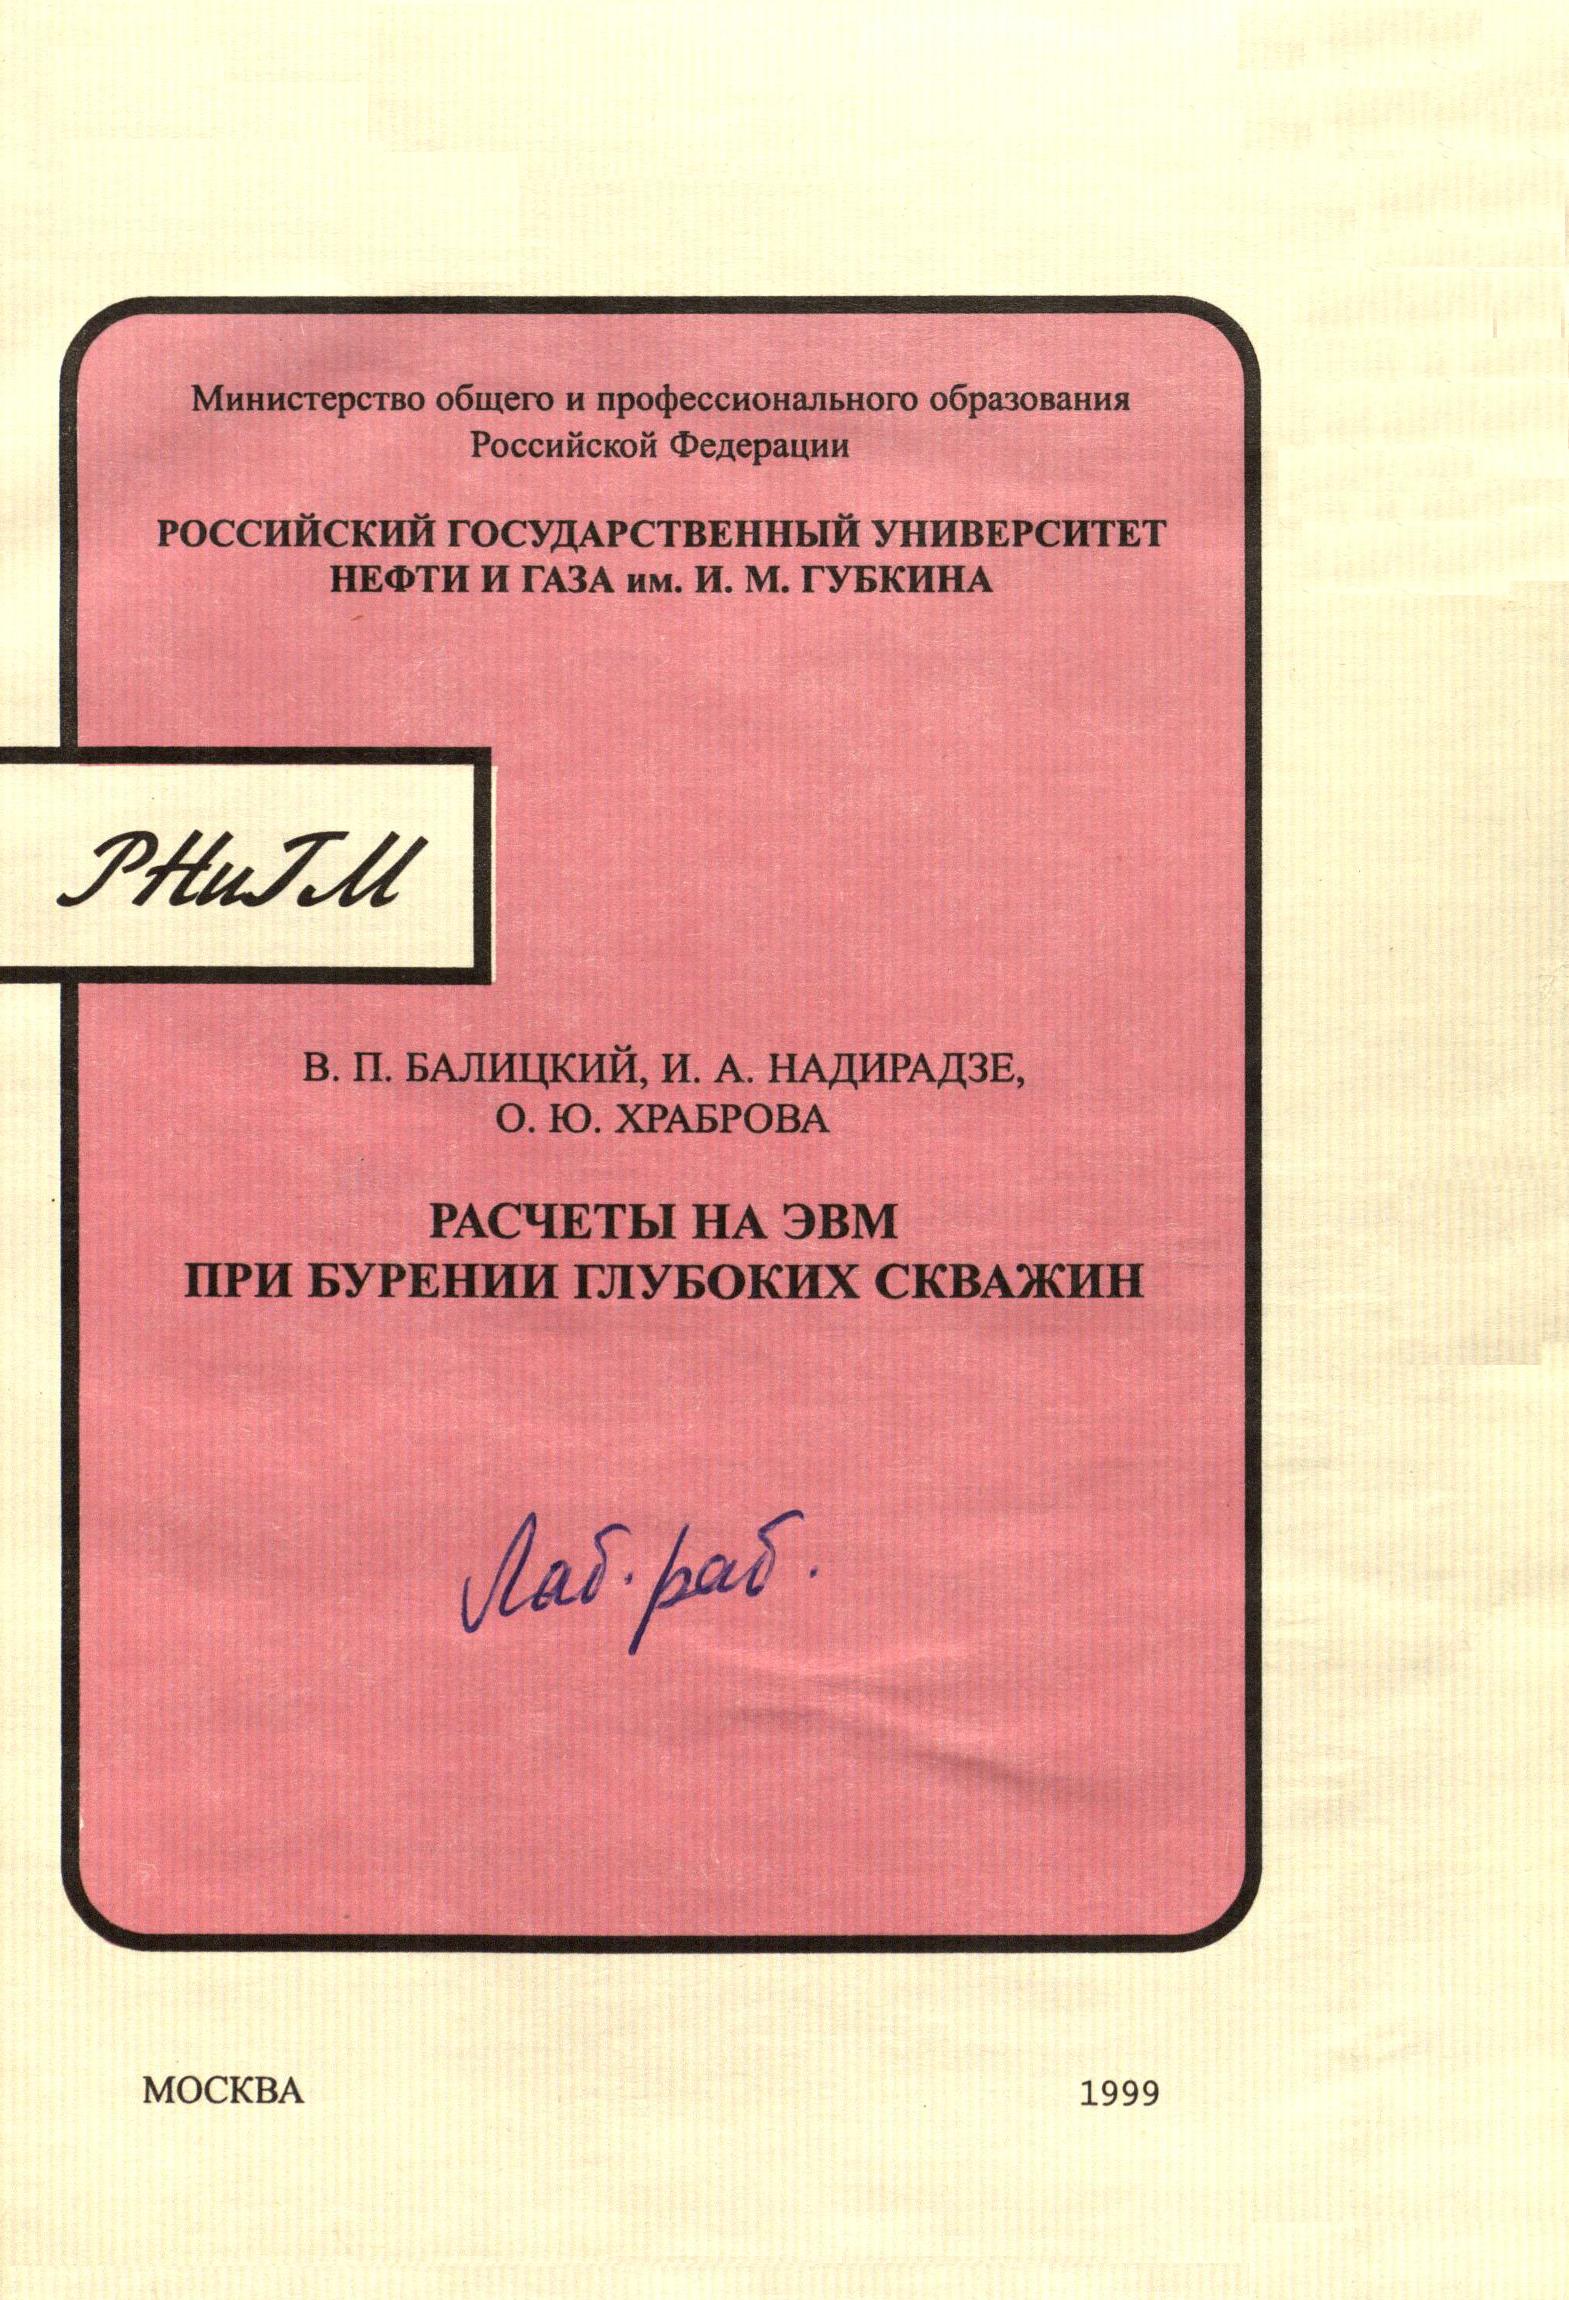 Министерство общего и профессионального образования
Российской Федерации
РОССИЙСКИЙ ГОСУДАРСТВЕННЫЙ УНИВЕРСИТЕТ
НЕФТИ И ГАЗА им. И. М. ГУБКИНА
РНиГМ
В. П. БАЛИЦКИЙ, И. А. НАДИРАДЗЕ,
О. Ю. ХРАБРОВА
РАСЧЕТЫ НА ЭВМ
ПРИ БУРЕНИИ ГЛУБОКИХ СКВАЖИН
Лаб. раб.
МОСКВА 1999